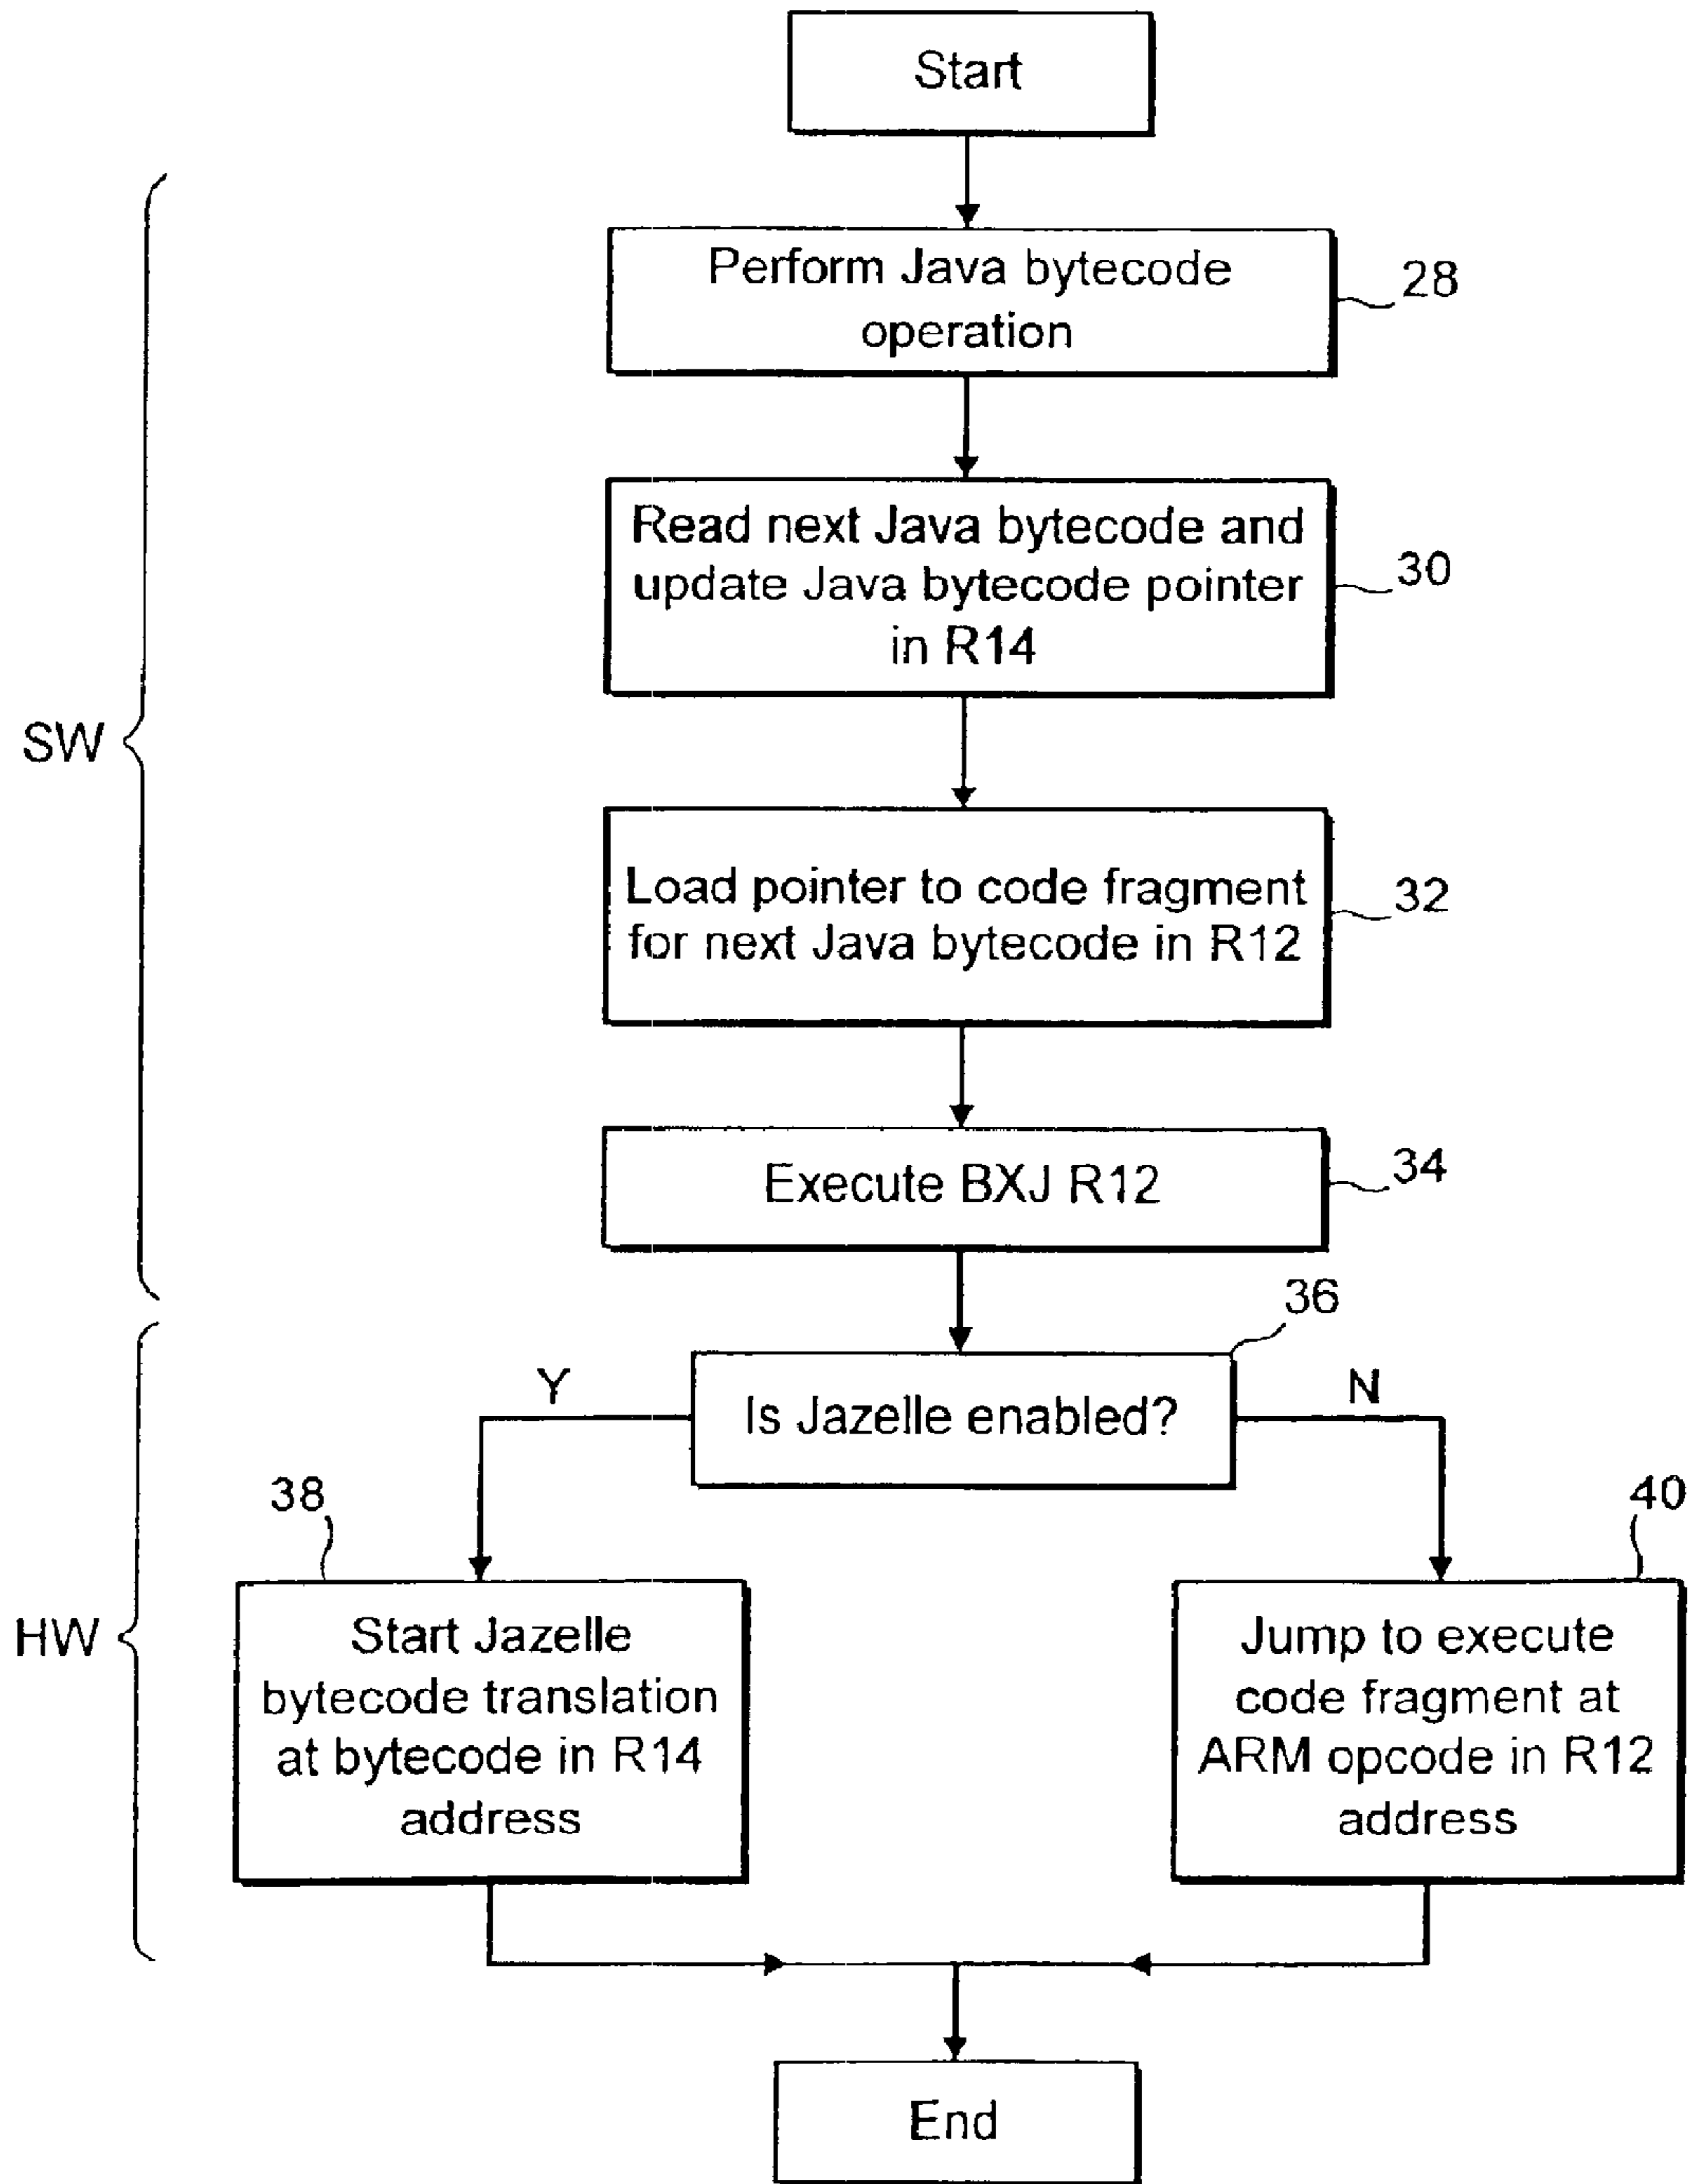 Start
Perform Java bytecode
operation
28
Read next Java bytecode and
update Java bytecode pointer
in R14
30
SW
Load pointer to code fragment
for next Java bytecode in R12
32
Execute BXJ R12
34
36
Y
Is Jazelle enabled?
N
38
40
HW
Start Jazelle
bytecode translation
at bytecode in R14
address
Jump to execute
code fragment at
ARM opcode in R12
address
End